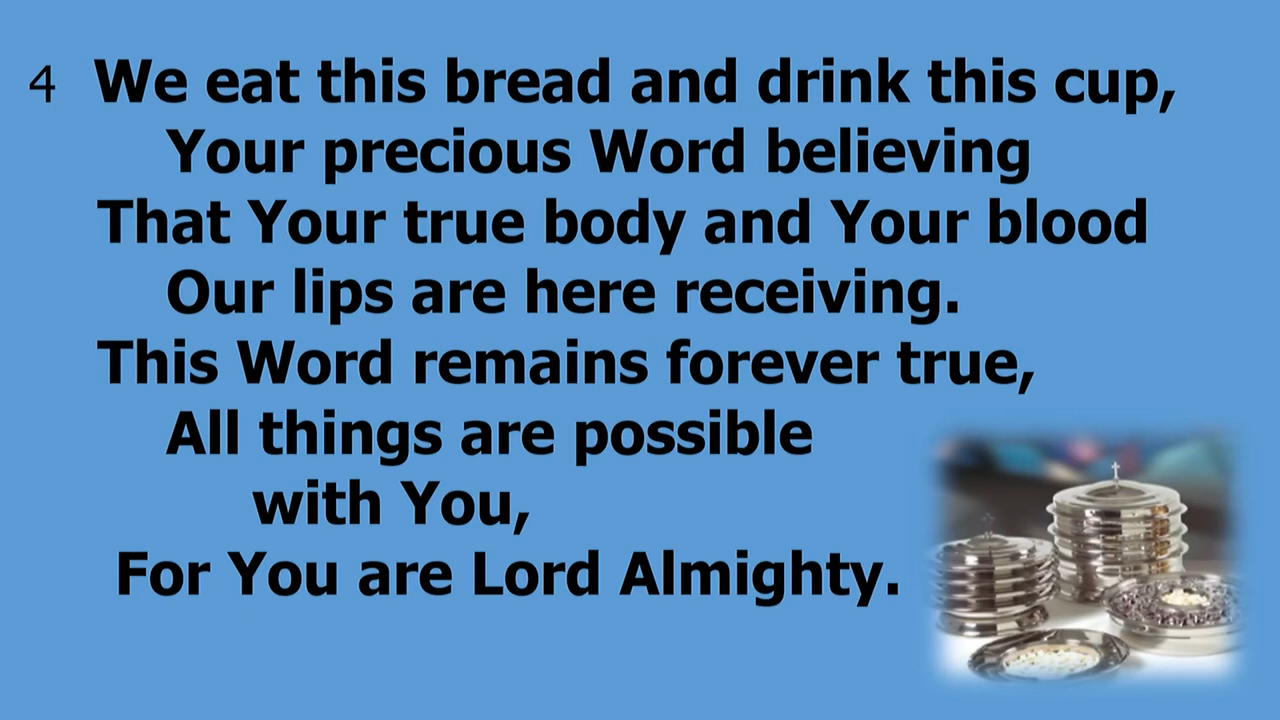 4 We eat this bread and drink this cup,
Your precious Word believing
That Your true body and Your blood
Our lips are here receiving.
This Word remains forever true,
All things are possible
with You,
For You are Lord Almighty.